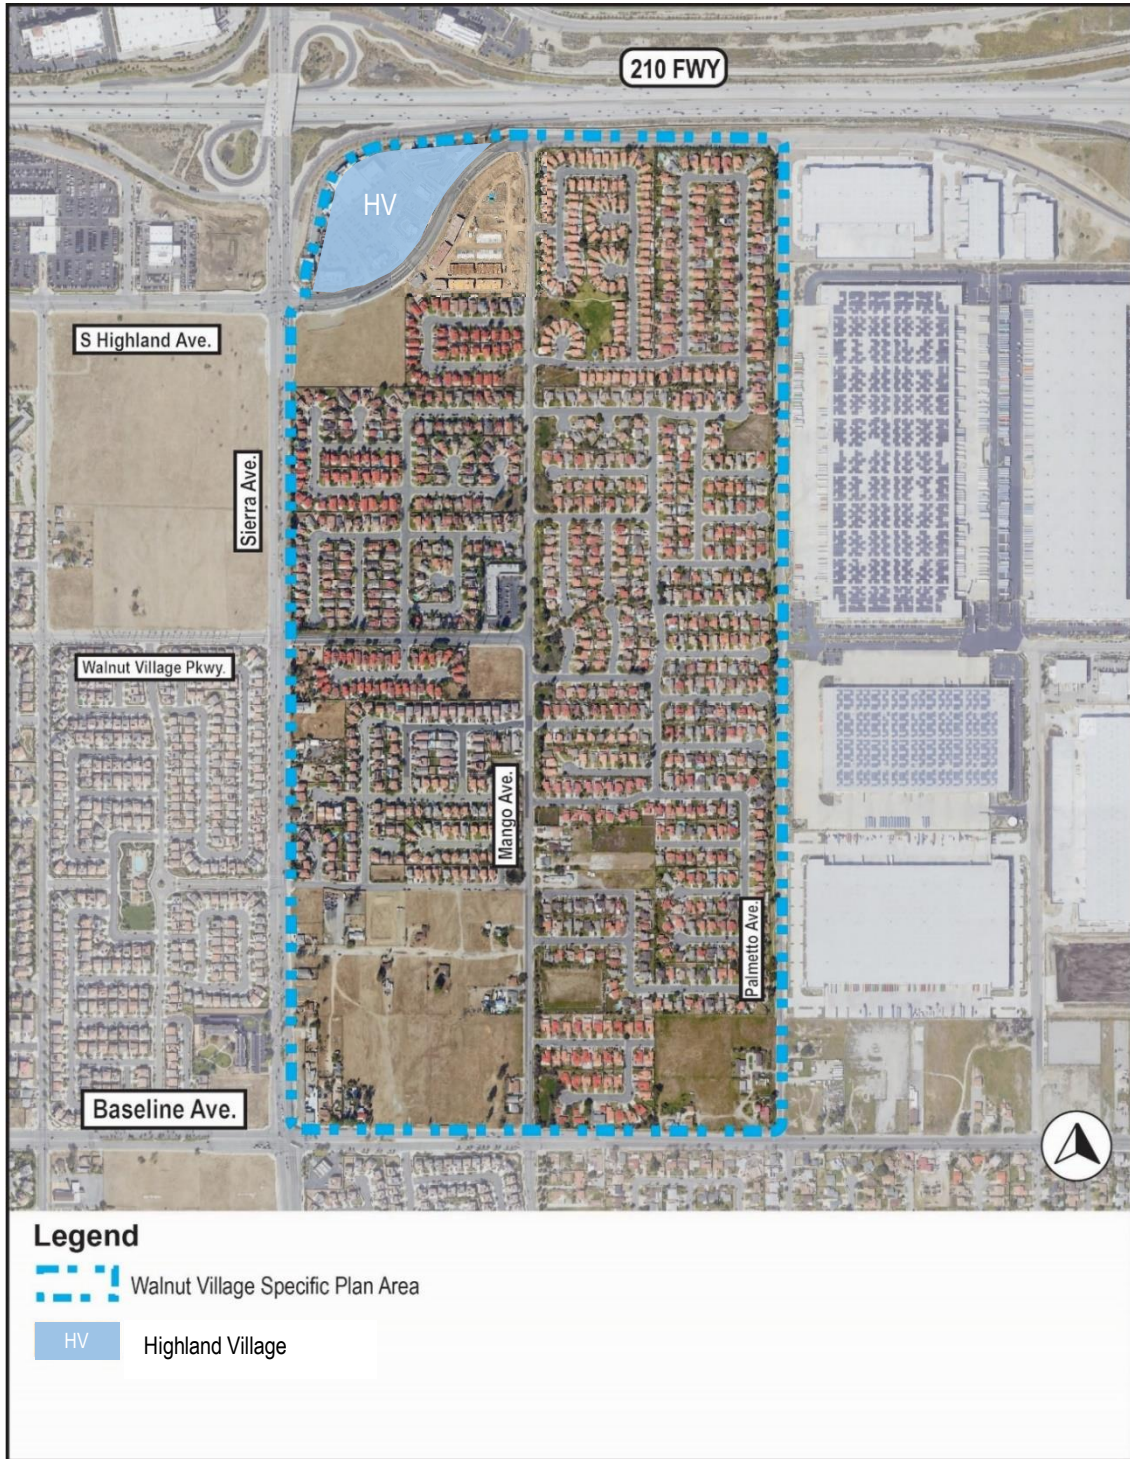 210 FWY
HV
S Highland Ave.
Sierra Ave.
Walnut Village Pkwy.
Mango Ave.
Palmetto Ave.
Baseline Ave.
Legend
Walnut Village Specific Plan Area
HV
Highland Village